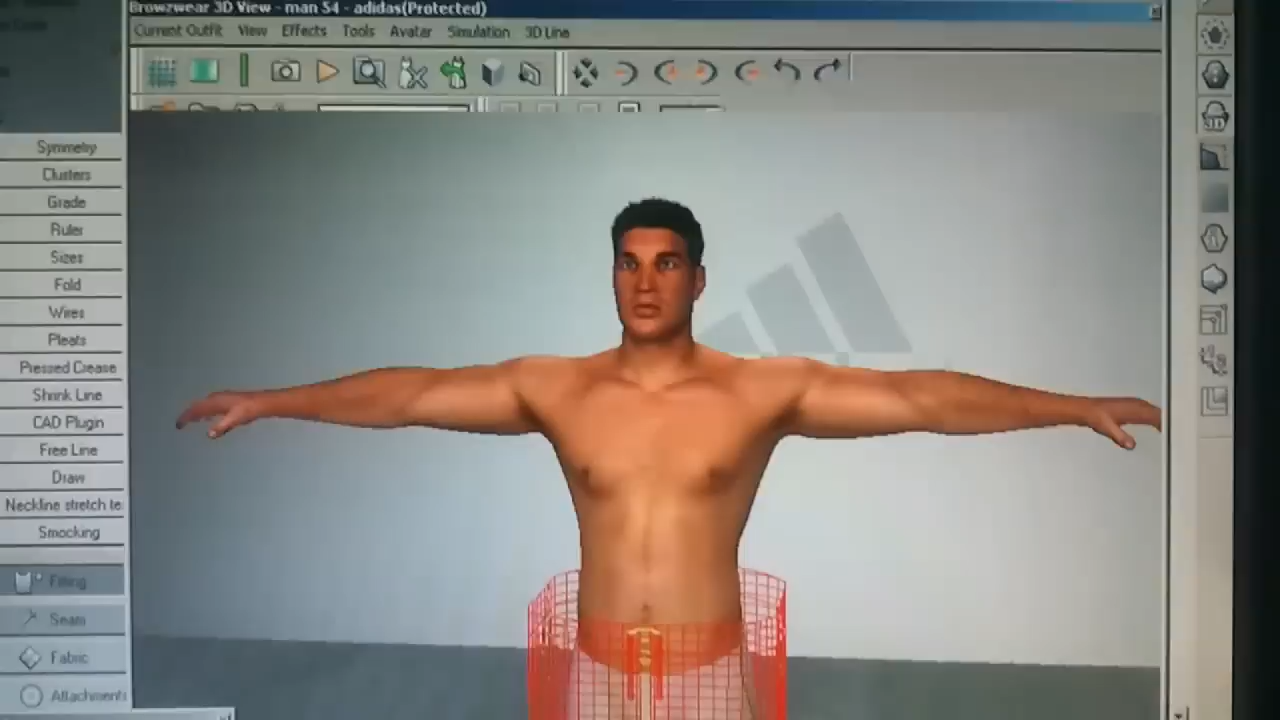 Browzwear 3D View - man 54 - adidas(Protected)
Current Outfit View Effects Tools Avatar Simulation 3D Line
Symmetry
Clusters
Grade
Ruler
Sizes
Fold
Wires
Pleats
Pressed Crease
Shrink Line
CAD Plugin
Free Line
Draw
Neckline stretch te
Smocking
Filling
Seam
Fabric
Attachments
3D